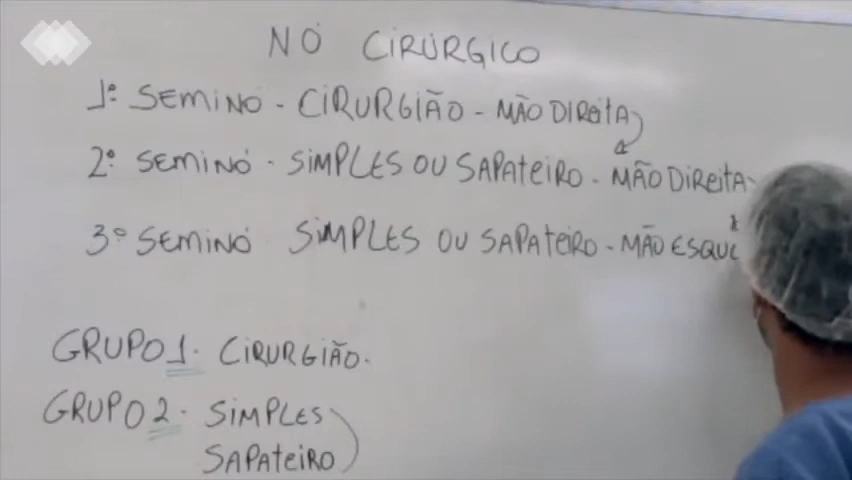 NÓ CIRÚRGICO
1º SEMINÓ - CIRURGIÃO - MÃO DIREITA
2º SEMINÓ - SIMPLES OU SAPATEIRO - MÃO DIREITA
3º SEMINÓ SIMPLES OU SAPATEIRO - MÃO
GRUPO 1. CIRURGIÃO.
GRUPO 2. SIMPLES
SAPATEIRO